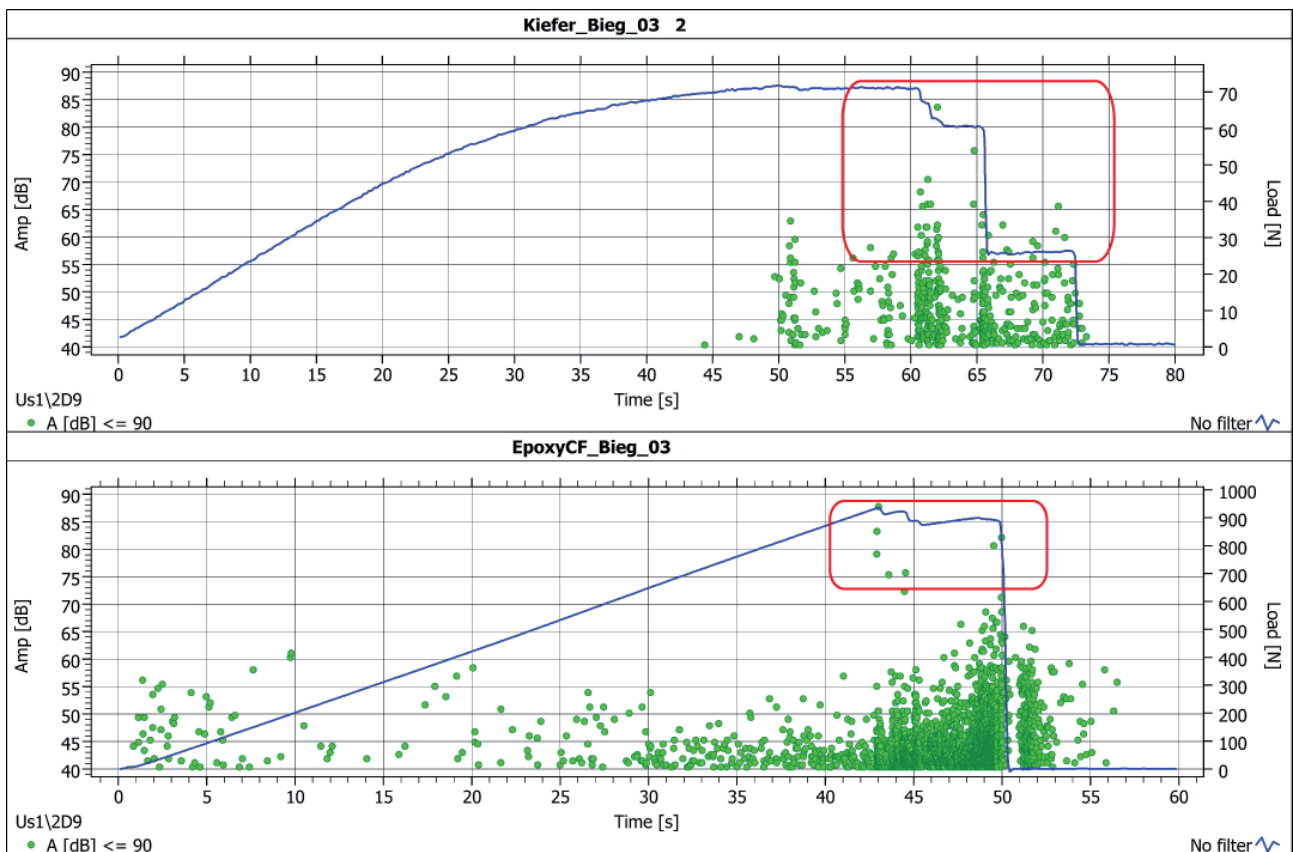 Kiefer_Bieg_03 2
90
85
80
75
70
65
60
55
50
45
40
Amp [dB]
70
60
50
40
30
20
10
0
Load [N]
0 5 10 15 20 25 30 35 40 45 50 55 60 65 70 75 80
Us1\2D9
Time [s]
A [dB] <= 90
No filter
EpoxyCF_Bieg_03
90
85
80
75
70
65
60
55
50
45
40
Amp [dB]
1000
900
800
700
600
500
400
300
200
100
0
Load [N]
0 5 10 15 20 25 30 35 40 45 50 55 60
Us1\2D9
Time [s]
A [dB] <= 90
No filter